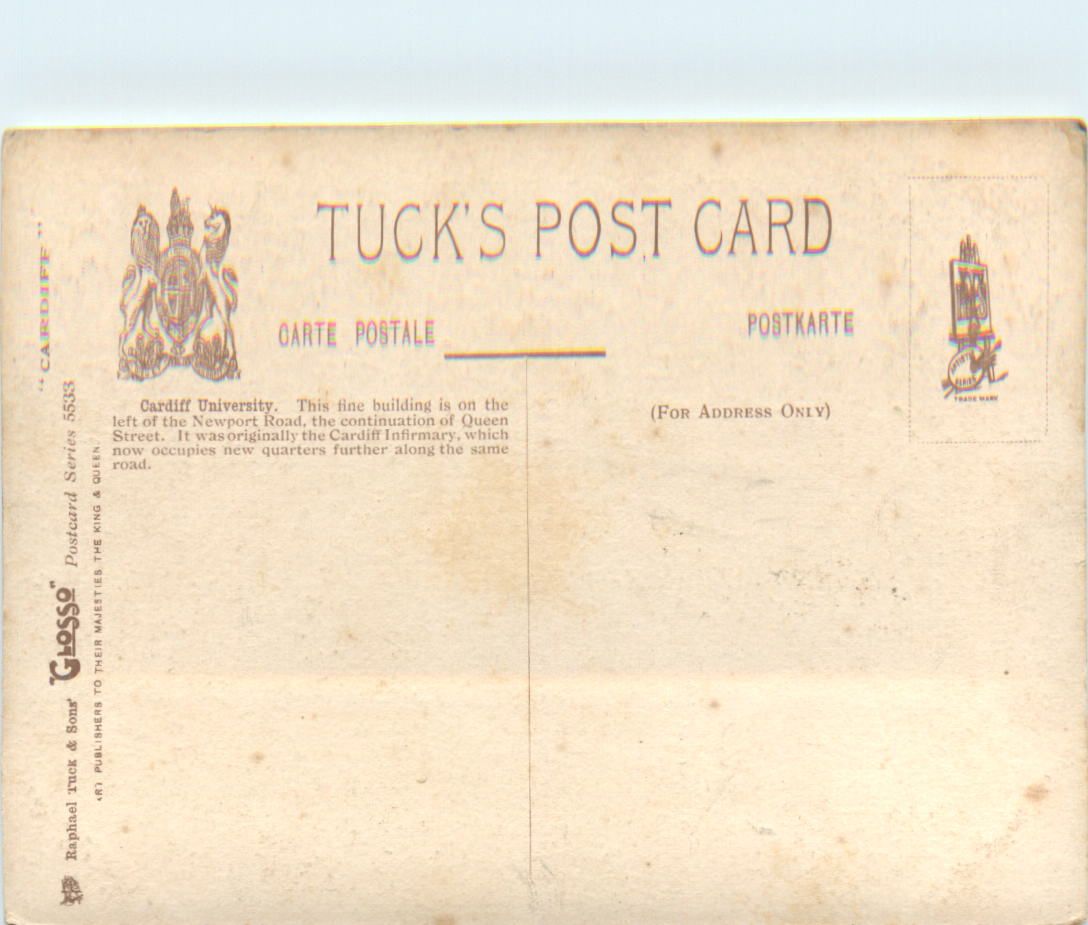 TUCK'S POST CARD
CARTE POSTALE
POSTKARTE
Cardiff University. This fine building is on the
left of the Newport Road, the continuation of Queen
Street. It was originally the Cardiff Infirmary, which
now occupies new quarters further along the same
road.
(FOR ADDRESS ONLY)
ARTISTIC
SERIES
TRADE MARK
"CARDIFF"
Raphael Tuck & Sons' "GLOSSO" Postcard Series 5533
(R) PUBLISHERS TO THEIR MAJESTIES THE KING & QUEEN.